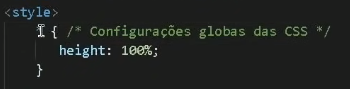 <style>
{ /* Configurações globas das CSS */
height: 100%;
}